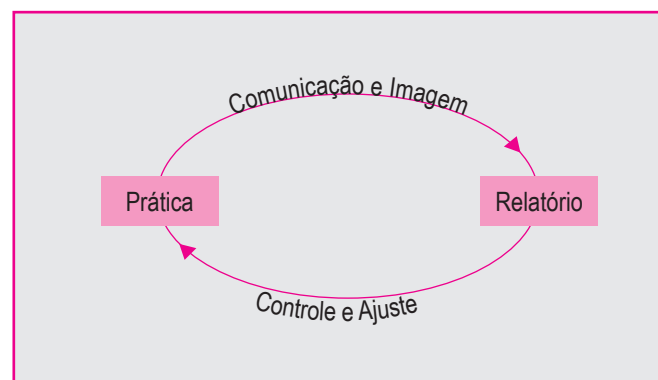 Comunicação e Imagem
Prática
Relatório
Controle e Ajuste